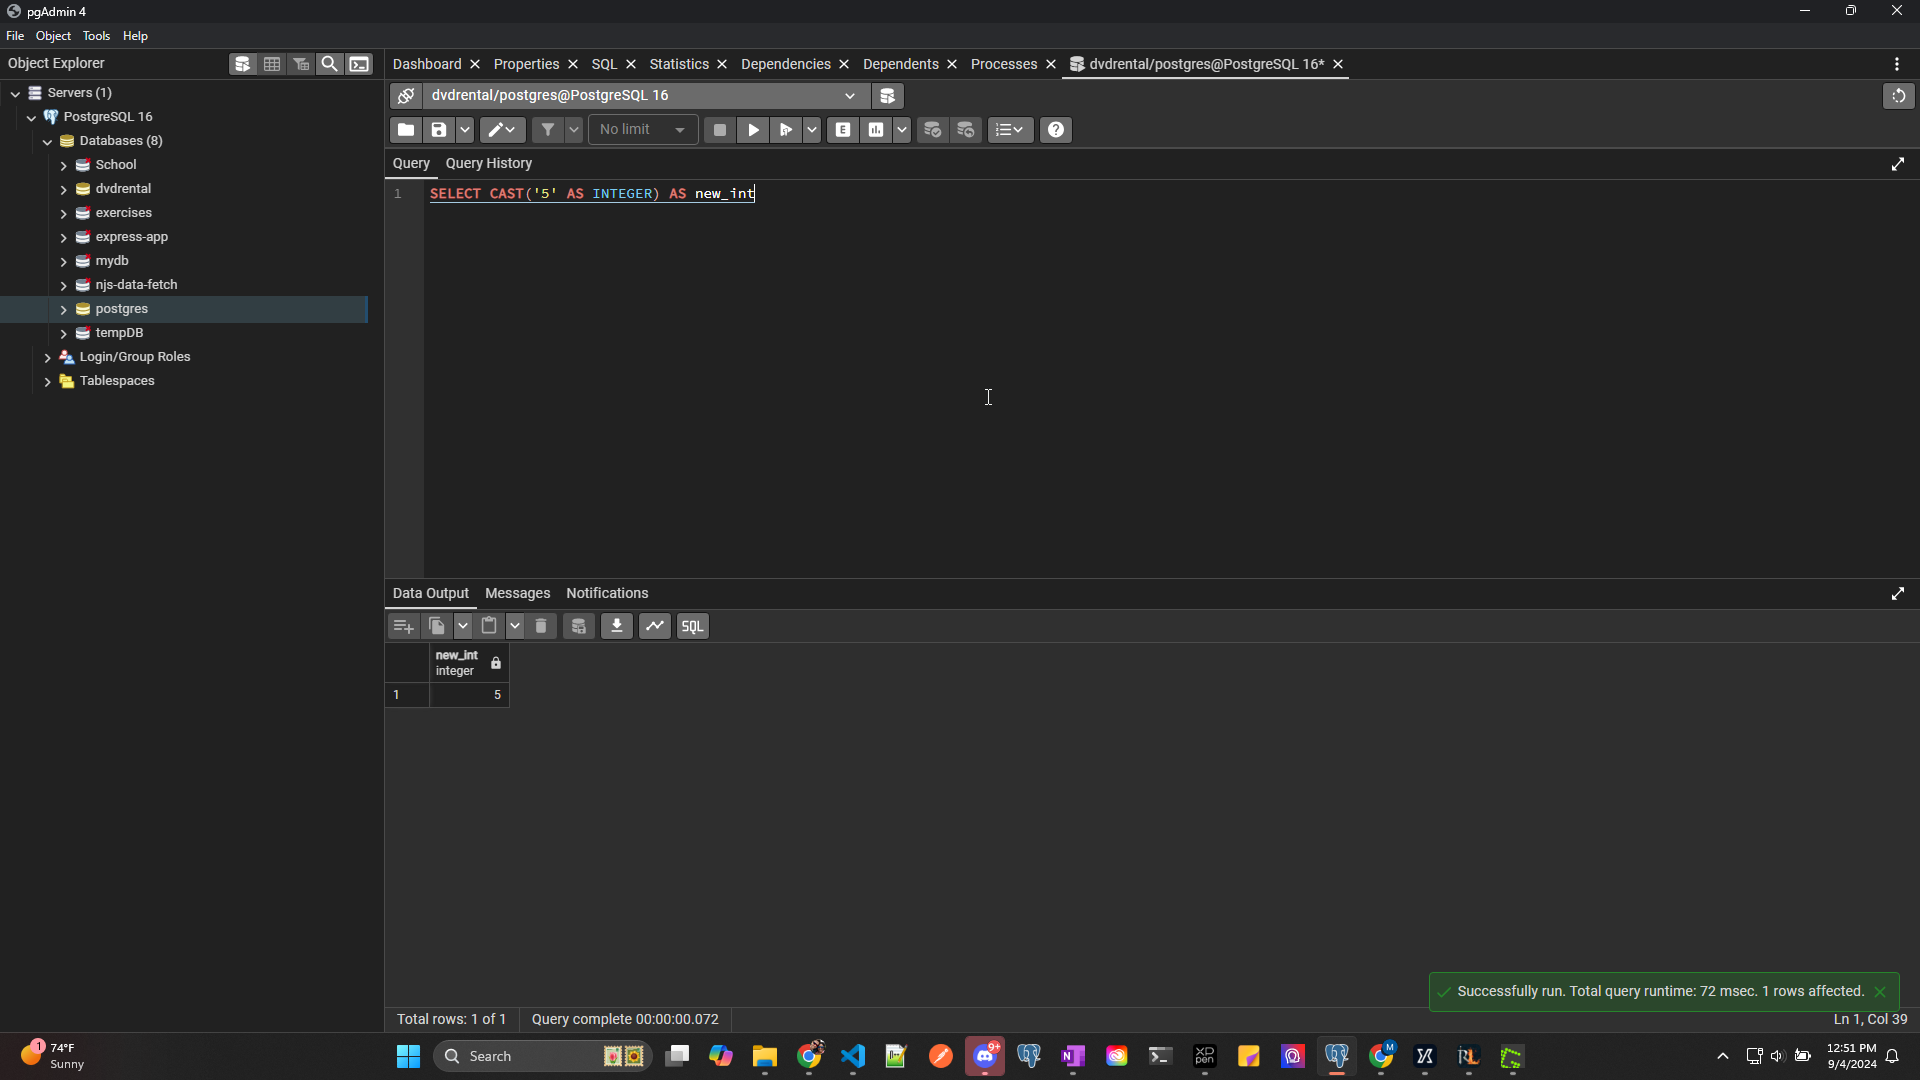 pgAdmin 4
File Object Tools Help
Object Explorer
Dashboard Properties SQL Statistics Dependencies Dependents Processes dvdrental/postgres@PostgreSQL 16*
Servers (1)
PostgreSQL 16
Databases (8)
School
dvdrental
exercises
express-app
mydb
njs-data-fetch
postgres
tempDB
Login/Group Roles
Tablespaces
dvdrental/postgres@PostgreSQL 16
No limit
E
Query Query History
1 SELECT CAST('5' AS INTEGER) AS new_int
Data Output Messages Notifications
SQL
new_int
integer
1 5
Successfully run. Total query runtime: 72 msec. 1 rows affected.
Total rows: 1 of 1 Query complete 00:00:00.072
Ln 1, Col 39
1
74°F
Sunny
Search
9+
M
XP
pen
12:51 PM
9/4/2024